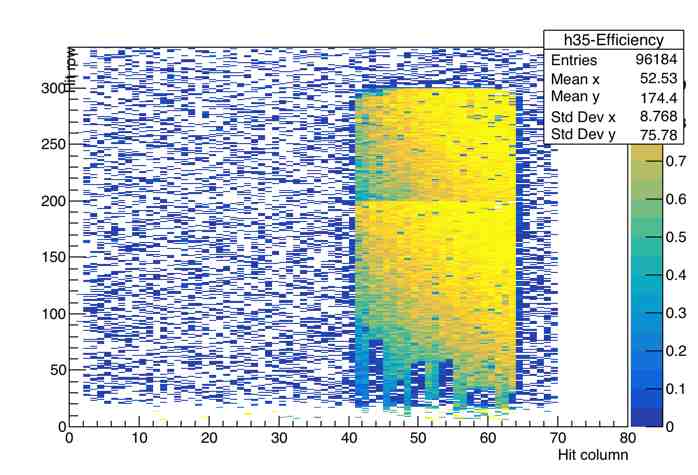 h35-Efficiency
Entries 96184
Mean x 52.53
Mean y 174.4
Std Dev x 8.768
Std Dev y 75.78
300
250
200
150
100
50
0
0 10 20 30 40 50 60 70 80
Hit column
0.7
0.6
0.5
0.4
0.3
0.2
0.1
0